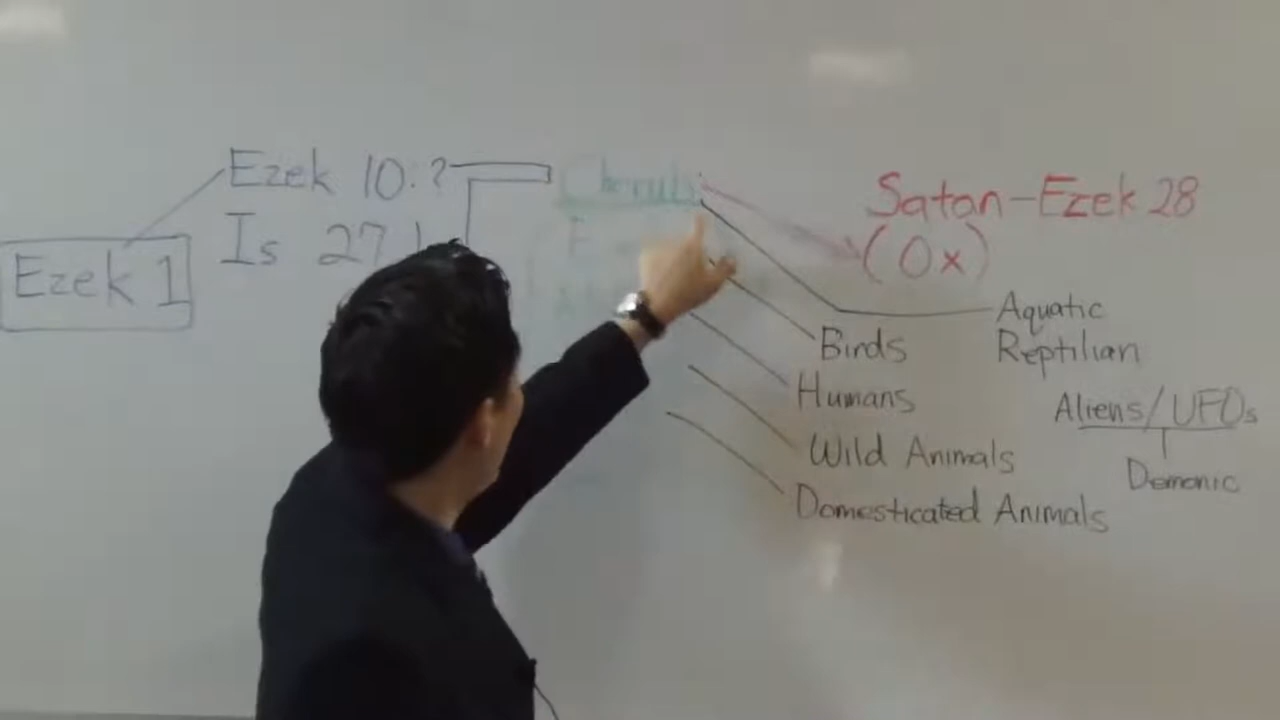 Ezek 10:?
Is 27
Ezek 1
Cherub
Satan-Ezek 28
(Ox)
Aquatic
Reptilian
Birds
Humans
Wild Animals
Domesticated Animals
Aliens/UFOs
Demonic